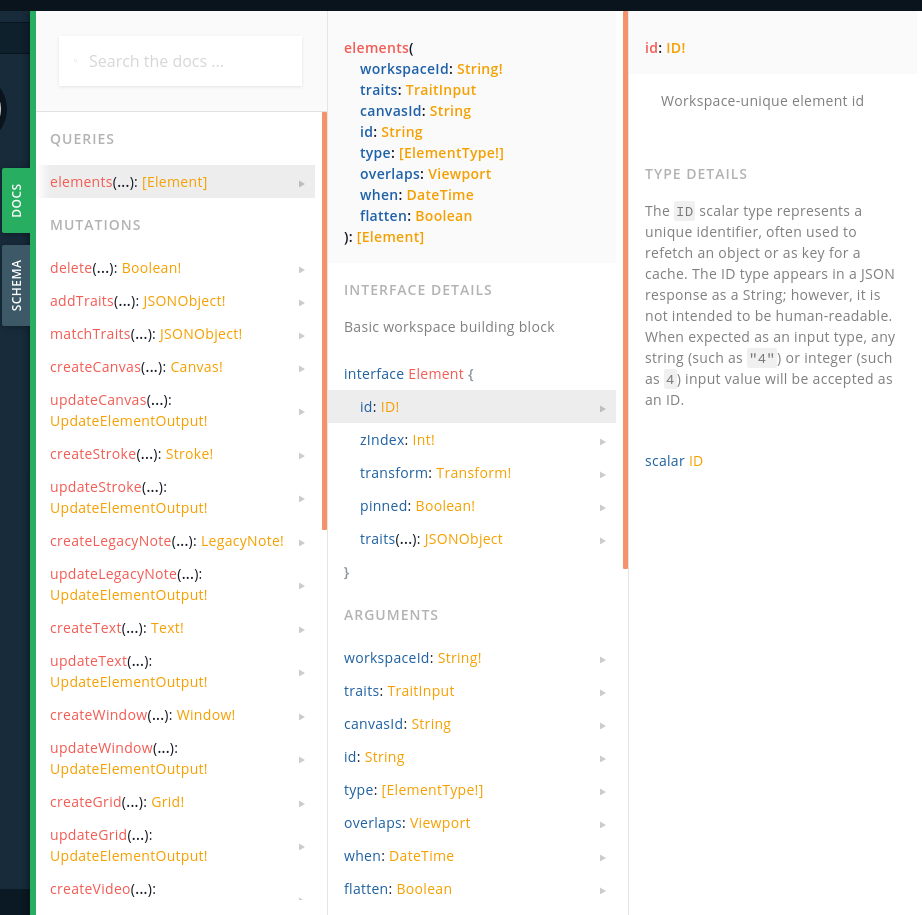 DOCS
SCHEMA
Search the docs ...
QUERIES
elements(...): [Element]
MUTATIONS
delete(...): Boolean!
addTraits(...): JSONObject!
matchTraits(...): JSONObject!
createCanvas(...): Canvas!
updateCanvas(...):
UpdateElementOutput!
createStroke(...): Stroke!
updateStroke(...):
UpdateElementOutput!
createLegacyNote(...): LegacyNote!
updateLegacyNote(...):
UpdateElementOutput!
createText(...): Text!
updateText(...):
UpdateElementOutput!
createWindow(...): Window!
updateWindow(...):
UpdateElementOutput!
createGrid(...): Grid!
updateGrid(...):
UpdateElementOutput!
createVideo(...):
elements(
workspaceId: String!
traits: TraitInput
canvasId: String
id: String
type: [ElementType!]
overlaps: Viewport
when: DateTime
flatten: Boolean
): [Element]
INTERFACE DETAILS
Basic workspace building block
interface Element {
id: ID!
zIndex: Int!
transform: Transform!
pinned: Boolean!
traits(...): JSONObject
}
ARGUMENTS
workspaceId: String!
traits: TraitInput
canvasId: String
id: String
type: [ElementType!]
overlaps: Viewport
when: DateTime
flatten: Boolean
id: ID!
Workspace-unique element id
TYPE DETAILS
The ID scalar type represents a
unique identifier, often used to
refetch an object or as key for a
cache. The ID type appears in a JSON
response as a String; however, it is
not intended to be human-readable.
When expected as an input type, any
string (such as "4") or integer (such
as 4) input value will be accepted as
an ID.
scalar ID